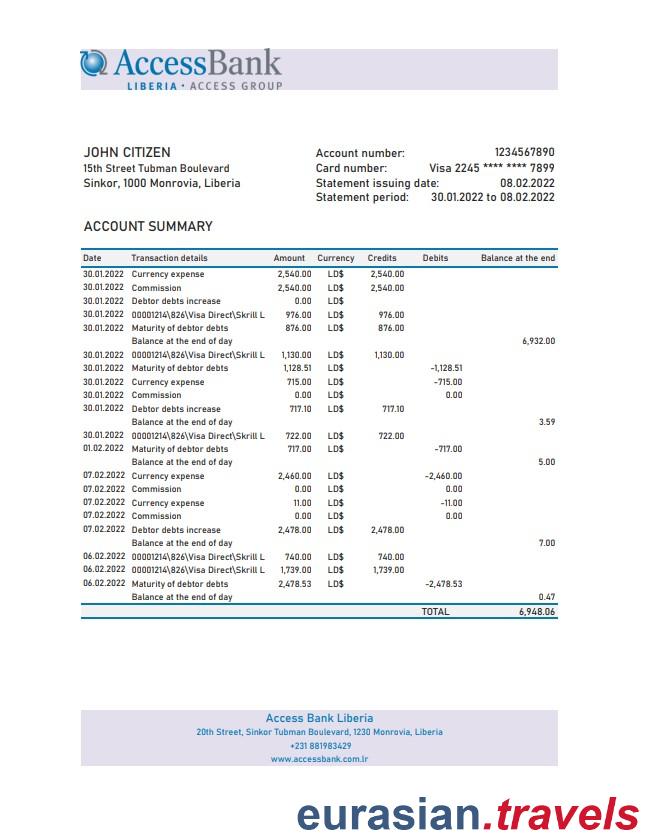 AccessBank
LIBERIA • ACCESS GROUP
JOHN CITIZEN
15th Street Tubman Boulevard
Sinkor, 1000 Monrovia, Liberia
Account number: 1234567890
Card number: Visa 2245 **** **** 7899
Statement issuing date: 08.02.2022
Statement period: 30.01.2022 to 08.02.2022
ACCOUNT SUMMARY
Date Transaction details Amount Currency Credits Debits Balance at the end
30.01.2022 Currency expense 2,540.00 LD$ 2,540.00
30.01.2022 Commission 2,540.00 LD$ 2,540.00
30.01.2022 Debtor debts increase 0.00 LD$
30.01.2022 00001214\826\Visa Direct\Skrill L 976.00 LD$ 976.00
30.01.2022 Maturity of debtor debts 876.00 LD$ 876.00
Balance at the end of day 6,932.00
30.01.2022 00001214\826\Visa Direct\Skrill L 1,130.00 LD$ 1,130.00
30.01.2022 Maturity of debtor debts 1,128.51 LD$ -1,128.51
30.01.2022 Currency expense 715.00 LD$ -715.00
30.01.2022 Commission 0.00 LD$ 0.00
30.01.2022 Debtor debts increase 717.10 LD$ 717.10
Balance at the end of day 3.59
30.01.2022 00001214\826\Visa Direct\Skrill L 722.00 LD$ 722.00
01.02.2022 Maturity of debtor debts 717.00 LD$ -717.00
Balance at the end of day 5.00
07.02.2022 Currency expense 2,460.00 LD$ -2,460.00
07.02.2022 Commission 0.00 LD$ 0.00
07.02.2022 Currency expense 11.00 LD$ -11.00
07.02.2022 Commission 0.00 LD$ 0.00
07.02.2022 Debtor debts increase 2,478.00 LD$ 2,478.00
Balance at the end of day 7.00
06.02.2022 00001214\826\Visa Direct\Skrill L 740.00 LD$ 740.00
06.02.2022 00001214\826\Visa Direct\Skrill L 1,739.00 LD$ 1,739.00
06.02.2022 Maturity of debtor debts 2,478.53 LD$ -2,478.53
Balance at the end of day 0.47
TOTAL 6,948.06
Access Bank Liberia
20th Street, Sinkor Tubman Boulevard, 1230 Monrovia, Liberia
+231 881983429
www.accessbank.com.lr
eurasian.travels